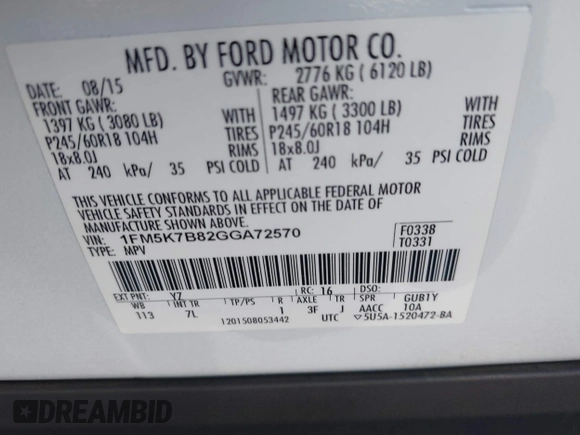 MFD. BY FORD MOTOR CO.
DATE: 08/15 GVWR: 2776 KG ( 6120 LB)
FRONT GAWR: REAR GAWR:
1397 KG ( 3080 LB) WITH 1497 KG ( 3300 LB) WITH
P245/60R18 104H TIRES P245/60R18 104H TIRES
18x8.0J RIMS 18x8.0J RIMS
AT 240 kPa/ 35 PSI COLD AT 240 kPa/ 35 PSI COLD
THIS VEHICLE CONFORMS TO ALL APPLICABLE FEDERAL MOTOR
VEHICLE SAFETY STANDARDS IN EFFECT ON THE DATE OF
MANUFACTURE SHOWN ABOVE.
VIN: 1FM5K7B82GGA72570 F0338
TYPE: MPV T0331
EXT PNT: YZ RC: 16 GUB1Y
WB INT TR TP/PS R AXLE TR SPR 10A
113 7L 1 3F J AACC
1201508053442 UTC ▽5U5A-1520472-BA
DREAMBID